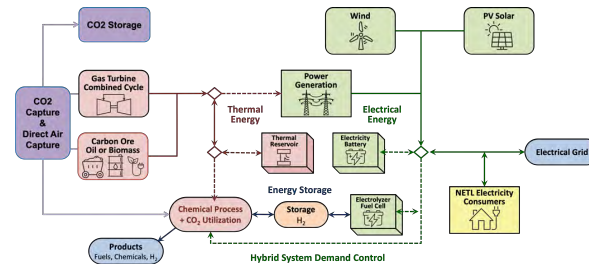 CO2 Storage
Wind
PV Solar
Gas Turbine
Combined Cycle
Power
Generation
CO2
Capture
&
Direct Air
Capture
Thermal
Energy
Electrical
Energy
Carbon Ore
Oil or Biomass
Thermal
Reservoir
Electricity
Battery
Electrical Grid
Energy Storage
NETL Electricity
Consumers
Chemical Process
+ CO₂ Utilization
Storage
H₂
Electrolyzer
Fuel Cell
Products
Fuels, Chemicals, H₂
Hybrid System Demand Control